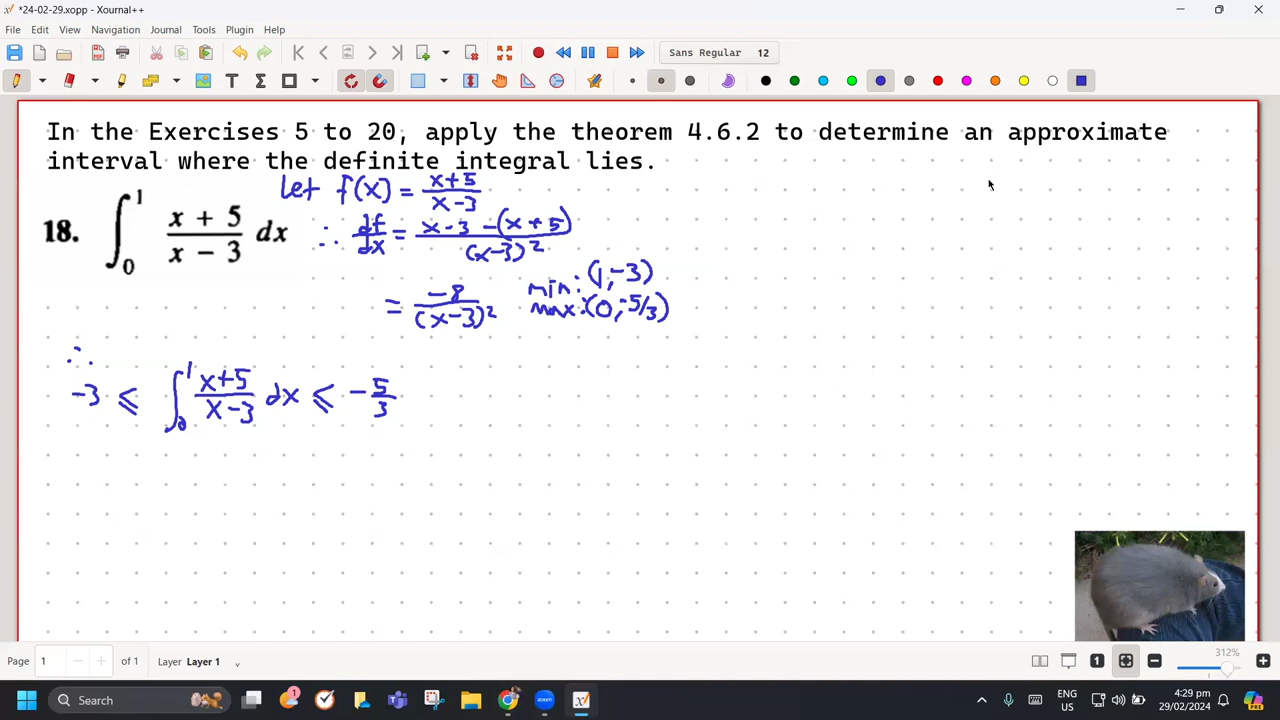 *24-02-29.xopp - Xournal++
File Edit View Navigation Journal Tools Plugin Help
Sans Regular 12
In the Exercises 5 to 20, apply the theorem 4.6.2 to determine an approximate
interval where the definite integral lies.
let f(x) = (x+5)/(x-3)
18. ∫₀¹ (x + 5)/(x − 3) dx
∴ df/dx = (x-3 -(x+5))/(x-3)²
= -8/(x-3)²
min: (1,-3)
max: (0,-5/3)
∴
-3 ⩽ ∫₀¹ (x+5)/(x-3) dx ⩽ -5/3
Page 1 of 1 Layer Layer 1
312%
Search
1
zoom
ENG
US
4:29 pm
29/02/2024